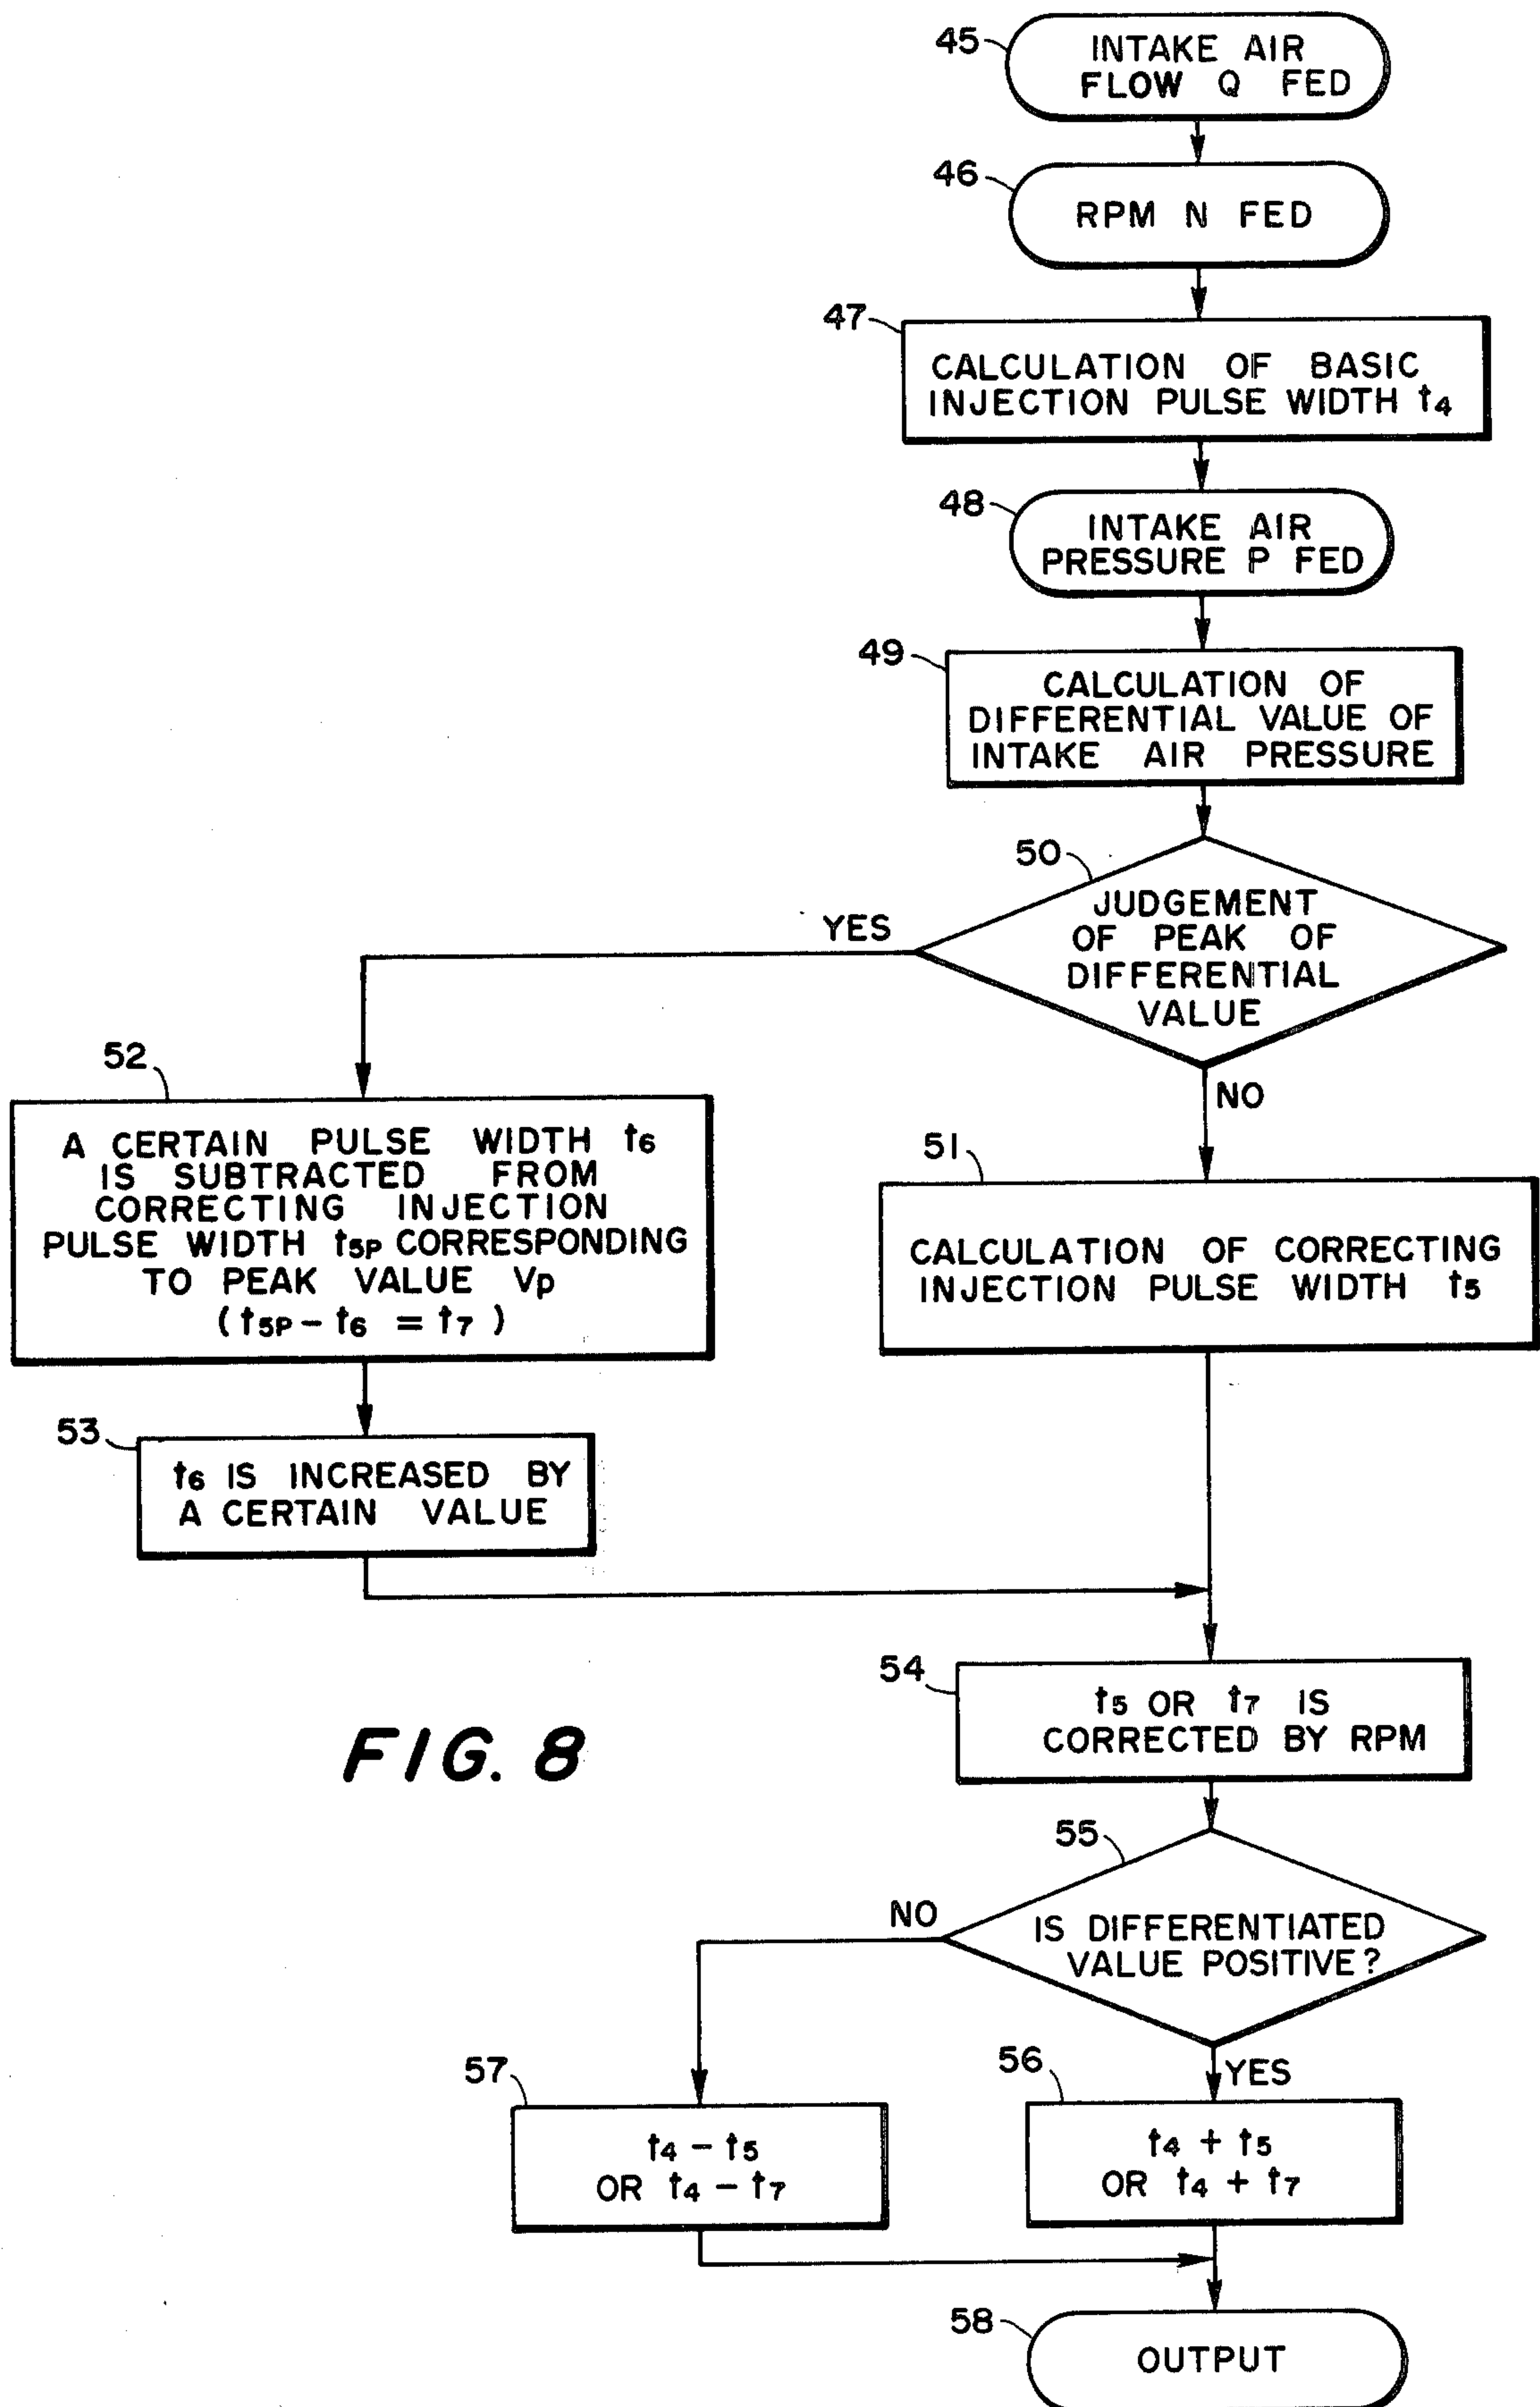 45
INTAKE AIR
FLOW Q FED
46
RPM N FED
47
CALCULATION OF BASIC
INJECTION PULSE WIDTH t4
48
INTAKE AIR
PRESSURE P FED
49
CALCULATION OF
DIFFERENTIAL VALUE OF
INTAKE AIR PRESSURE
50
JUDGEMENT
OF PEAK OF
DIFFERENTIAL
VALUE
YES
NO
52
A CERTAIN PULSE WIDTH t6
IS SUBTRACTED FROM
CORRECTING INJECTION
PULSE WIDTH t5P CORRESPONDING
TO PEAK VALUE Vp
(t5P – t6 = t7)
51
CALCULATION OF CORRECTING
INJECTION PULSE WIDTH t5
53
t6 IS INCREASED BY
A CERTAIN VALUE
54
t5 OR t7 IS
CORRECTED BY RPM
FIG. 8
55
IS DIFFERENTIATED
VALUE POSITIVE?
NO
YES
57
t4 – t5
OR t4 – t7
56
t4 + t5
OR t4 + t7
58
OUTPUT